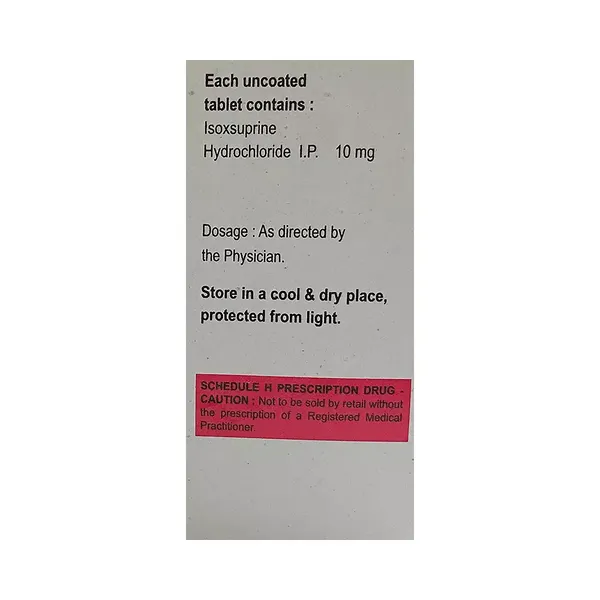 Each uncoated
tablet contains :
Isoxsuprine
Hydrochloride I.P. 10 mg
Dosage : As directed by
the Physician.
Store in a cool & dry place,
protected from light.
SCHEDULE H PRESCRIPTION DRUG -
CAUTION : Not to be sold by retail without
the prescription of a Registered Medical
Practitioner.